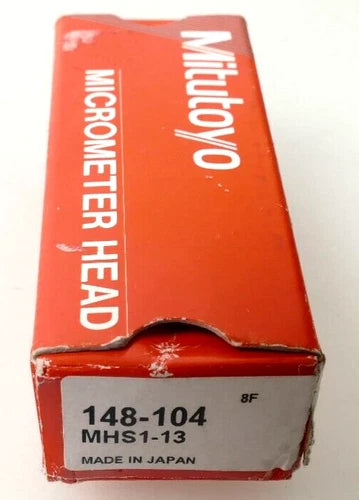 Mitutoyo
MICROMETER HEAD
8F
148-104
MHS1-13
MADE IN JAPAN